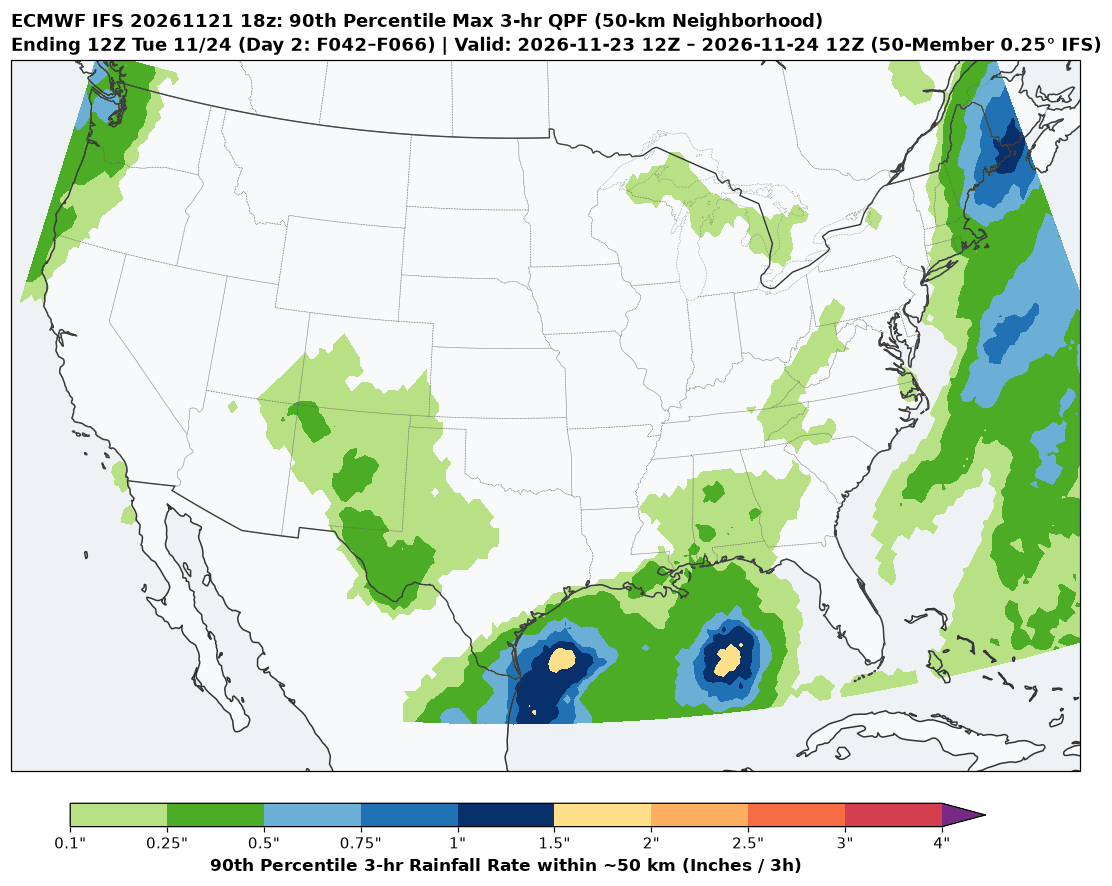 ECMWF IFS 20261121 18z: 90th Percentile Max 3-hr QPF (50-km Neighborhood)
Ending 12Z Tue 11/24 (Day 2: F042–F066) | Valid: 2026-11-23 12Z – 2026-11-24 12Z (50-Member 0.25° IFS)
0.1" 0.25" 0.5" 0.75" 1" 1.5" 2" 2.5" 3" 4"
90th Percentile 3-hr Rainfall Rate within ~50 km (Inches / 3h)